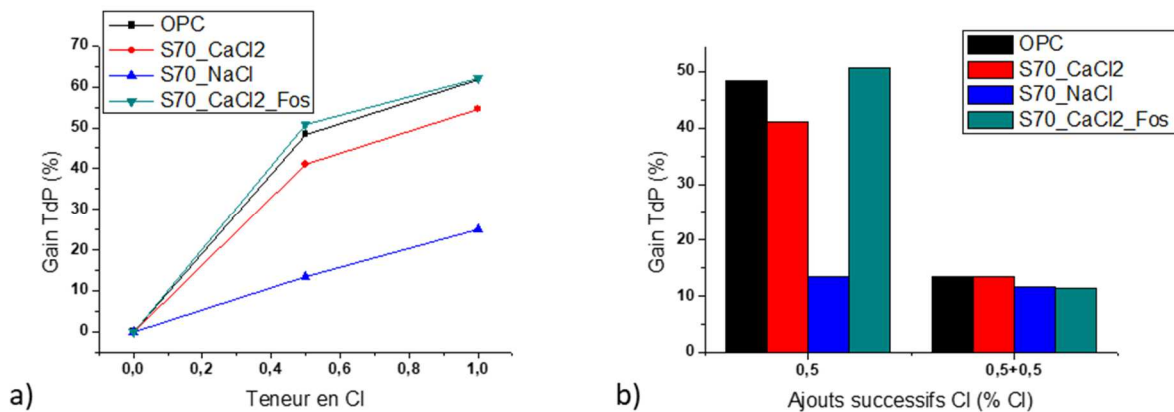 OPC
S70_CaCl2
S70_NaCl
S70_CaCl2_Fos
70
60
50
40
30
20
10
0
Gain TdP (%)
0,0 0,2 0,4 0,6 0,8 1,0
Teneur en Cl
a)
OPC
S70_CaCl2
S70_NaCl
S70_CaCl2_Fos
50
40
30
20
10
0
Gain TdP (%)
0,5 0,5+0,5
Ajouts successifs Cl (% Cl)
b)